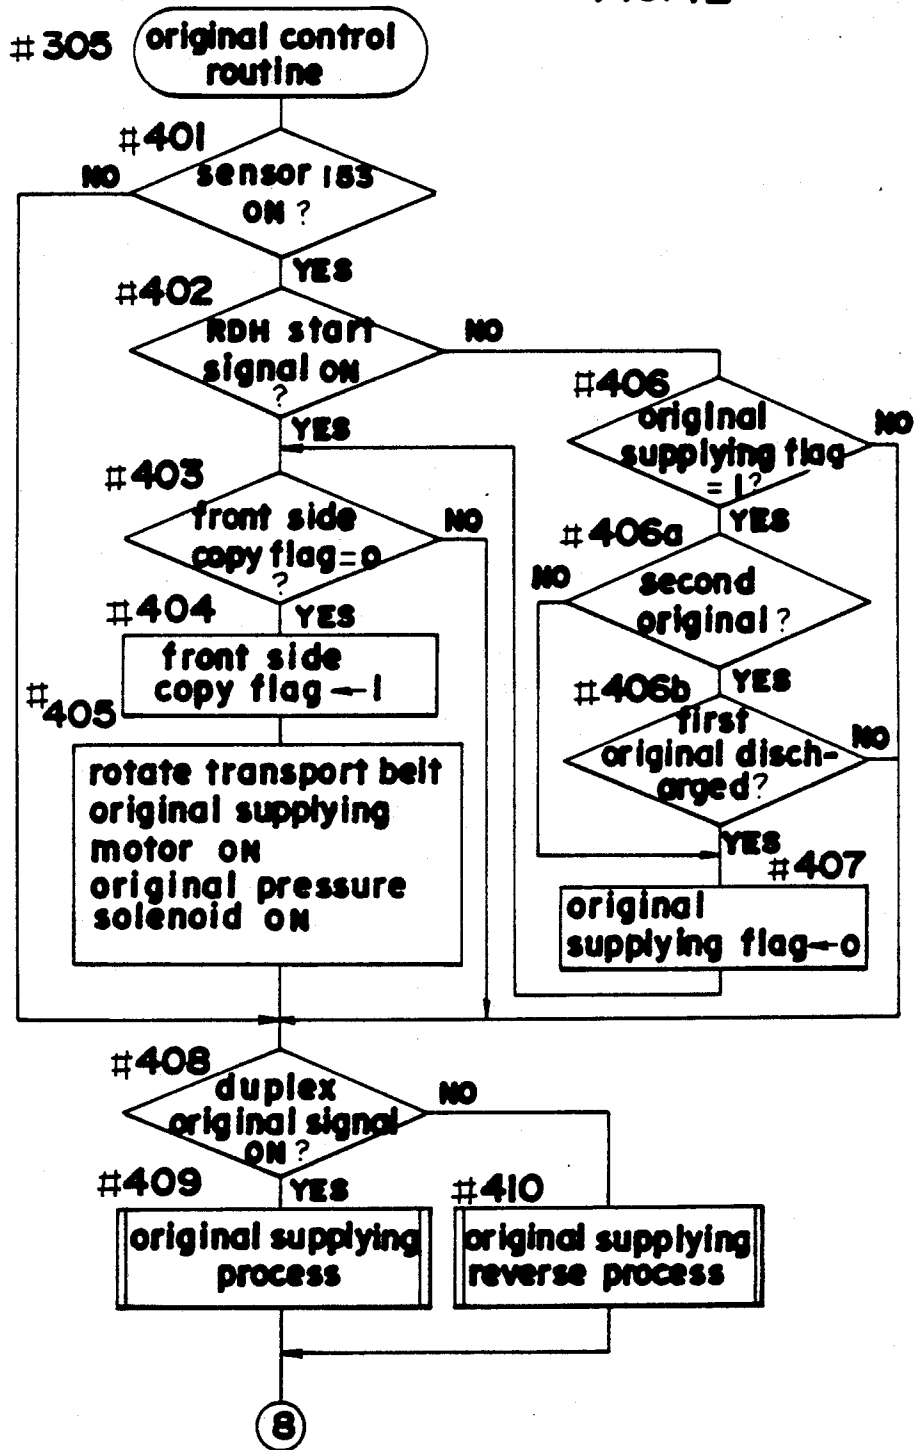 #305
original control
routine
#401
NO
sensor 153
ON ?
YES
#402
RDH start
signal ON
?
NO
YES
#406
original
supplying flag
= 1?
NO
YES
#403
front side
copy flag=0
?
NO
YES
#406a
second
original?
NO
YES
#404
front side
copy flag ←1
#406b
first
original disch-
arged?
NO
YES
#405
rotate transport belt
original supplying
motor ON
original pressure
solenoid ON
#407
original
supplying flag←0
#408
duplex
original signal
ON ?
NO
YES
#409
original supplying
process
#410
original supplying
reverse process
8